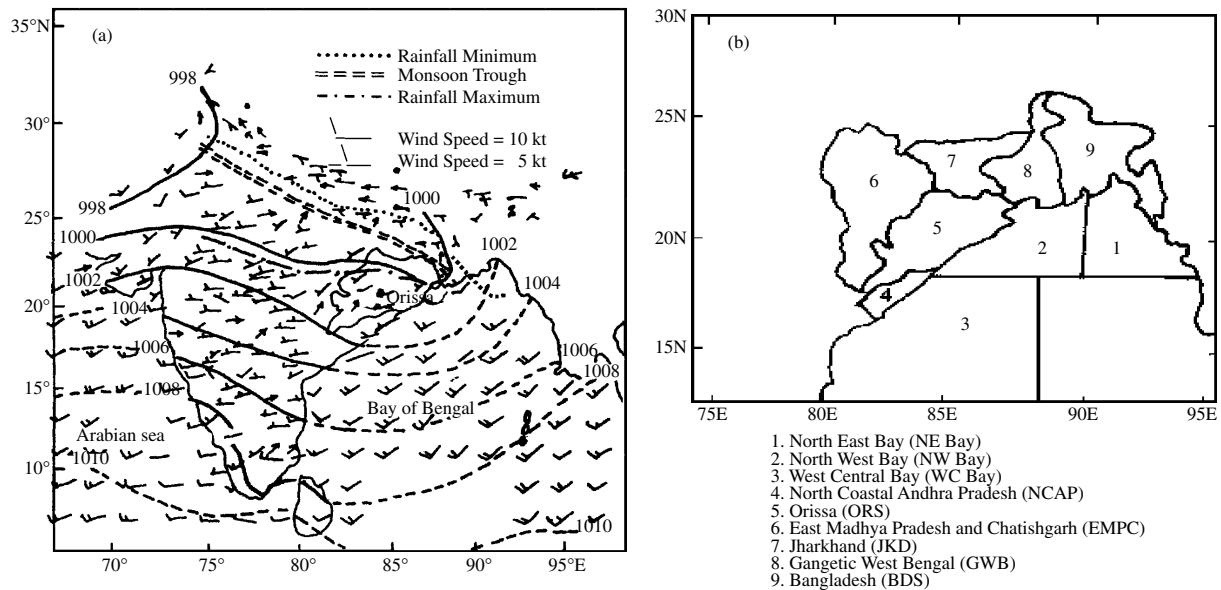 (a)
35°N
30°
25°
20°
15°
10°
70°
75°
80°
85°
90°
95°E
Rainfall Minimum
Monsoon Trough
Rainfall Maximum
Wind Speed = 10 kt
Wind Speed = 5 kt
998
998
1000
1000
1002
1002
1004
1004
1006
1006
1008
1008
1010
1010
Orissa
Bay of Bengal
Arabian sea
(b)
30N
25N
20N
15N
75E
80E
85E
90E
95E
1
2
3
4
5
6
7
8
9
1. North East Bay (NE Bay)
2. North West Bay (NW Bay)
3. West Central Bay (WC Bay)
4. North Coastal Andhra Pradesh (NCAP)
5. Orissa (ORS)
6. East Madhya Pradesh and Chatishgarh (EMPC)
7. Jharkhand (JKD)
8. Gangetic West Bengal (GWB)
9. Bangladesh (BDS)